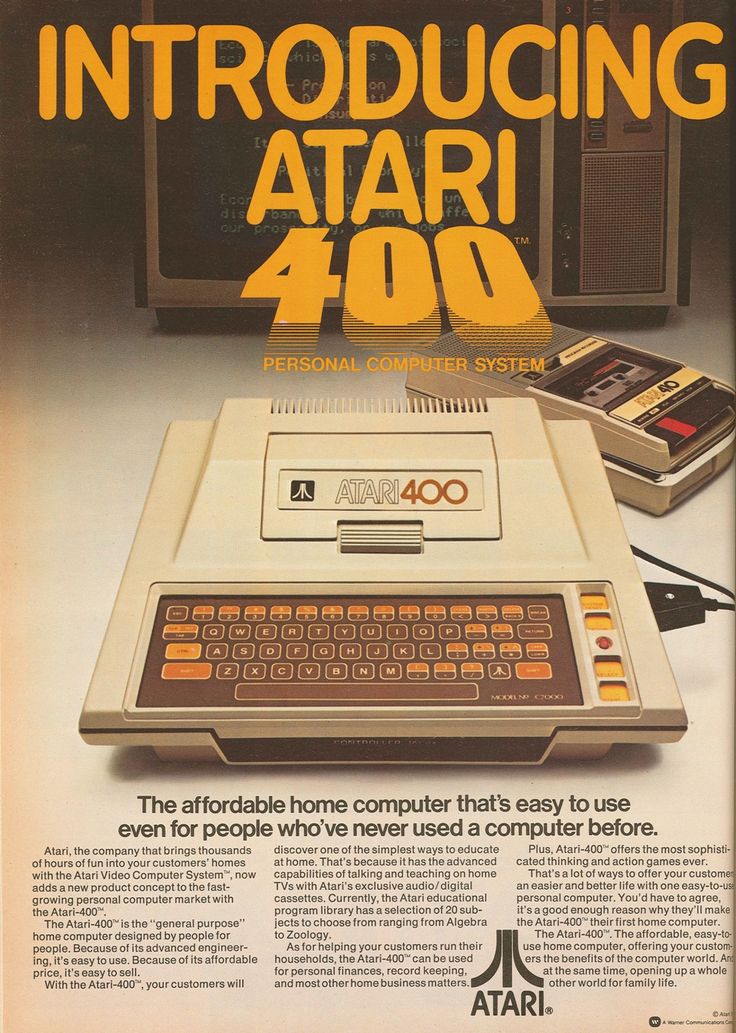 INTRODUCING
ATARI
400 T.M.
PERSONAL COMPUTER SYSTEM
3
our prosperity,
ATARI 410
ATARI 400
Q W E R T Y U I O P
A S D F G H J K L
Z X C V B N M
MODEL Nº C7000
The affordable home computer that's easy to use
even for people who've never used a computer before.
Atari, the company that brings thousands
of hours of fun into your customers' homes
with the Atari Video Computer System™, now
adds a new product concept to the fast-
growing personal computer market with
the Atari-400™.
The Atari-400™ is the "general purpose"
home computer designed by people for
people. Because of its advanced engineer-
ing, it's easy to use. Because of its affordable
price, it's easy to sell.
With the Atari-400™, your customers will
discover one of the simplest ways to educate
at home. That's because it has the advanced
capabilities of talking and teaching on home
TVs with Atari's exclusive audio/digital
cassettes. Currently, the Atari educational
program library has a selection of 20 sub-
jects to choose from ranging from Algebra
to Zoology.
As for helping your customers run their
households, the Atari-400™ can be used
for personal finances, record keeping,
and most other home business matters.
Plus, Atari-400™ offers the most sophisti-
cated thinking and action games ever.
That's a lot of ways to offer your
an easier and better life with one
personal computer. You'd have to agree,
it's a good enough reason why they'll make
the Atari-400™ their first home computer.
The Atari-400™. The affordable, easy-to-
use home computer, offering your custom-
ers the benefits of the computer world.
at the same time, opening up a whole
other world for family life.
ATARI®
© Atari
A Warner Communications